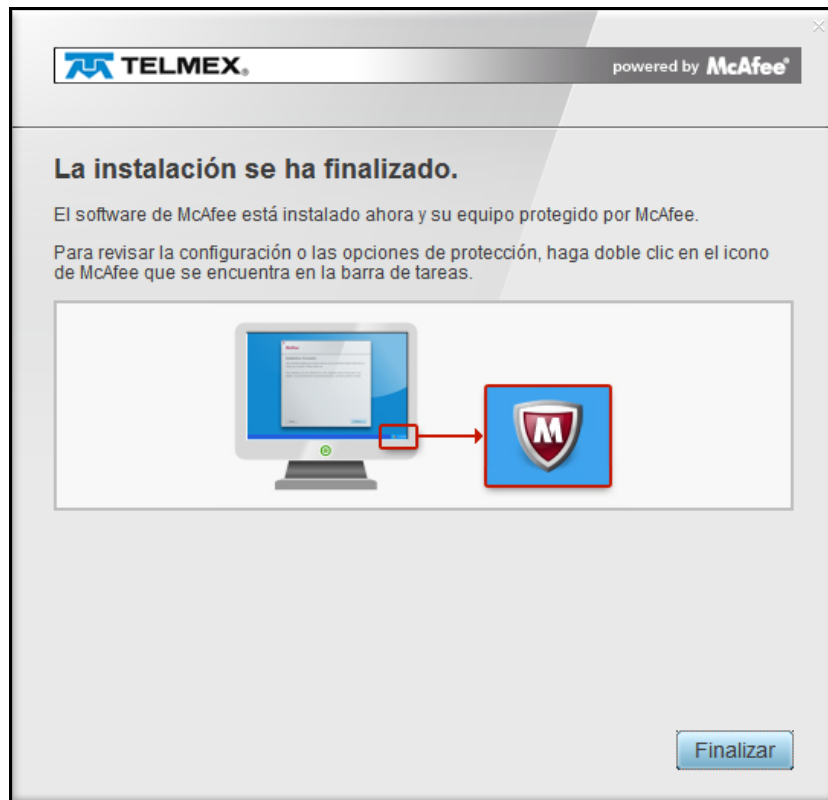 TELMEX®
powered by McAfee®
La instalación se ha finalizado.
El software de McAfee está instalado ahora y su equipo protegido por McAfee.
Para revisar la configuración o las opciones de protección, haga doble clic en el icono
de McAfee que se encuentra en la barra de tareas.
M
Finalizar